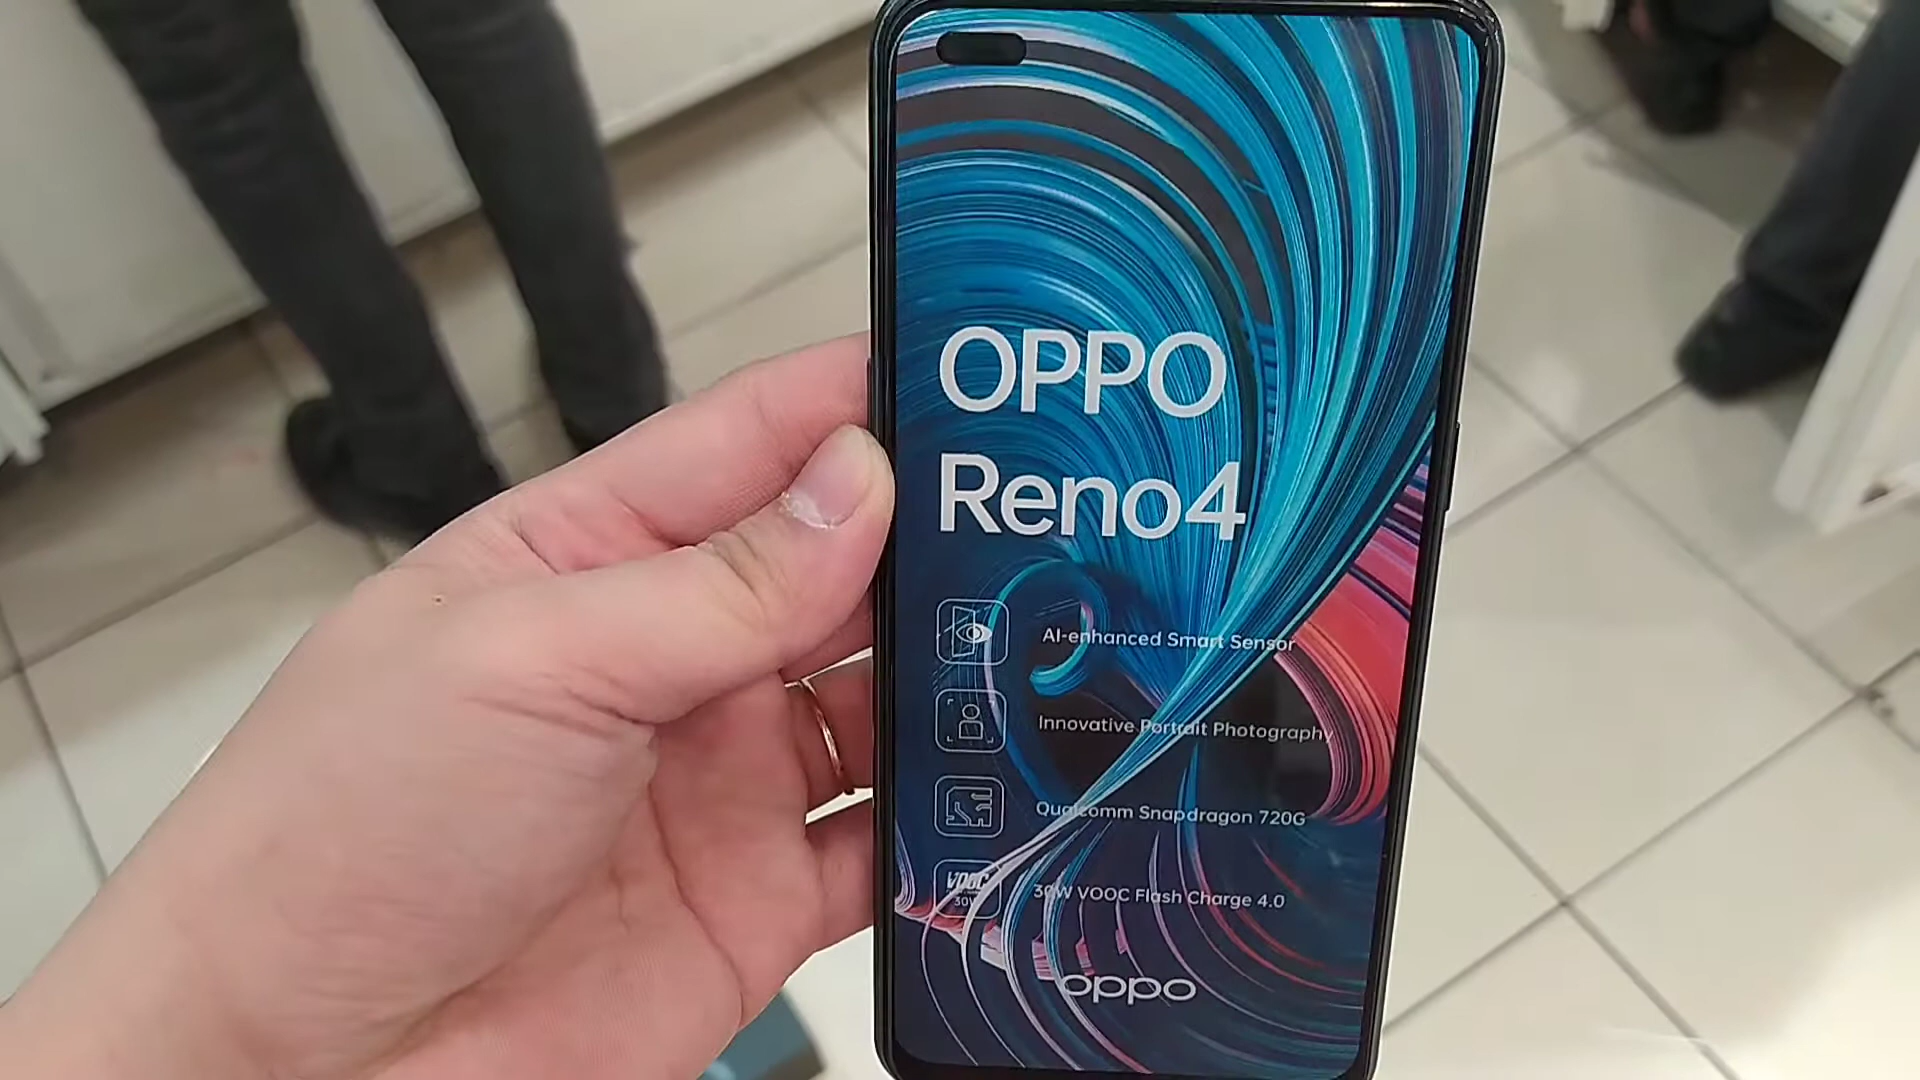 OPPO
Reno4
AI-enhanced Smart Sensor
Innovative Portrait Photography
Qualcomm Snapdragon 720G
VOOC
30W
30W VOOC Flash Charge 4.0
oppo